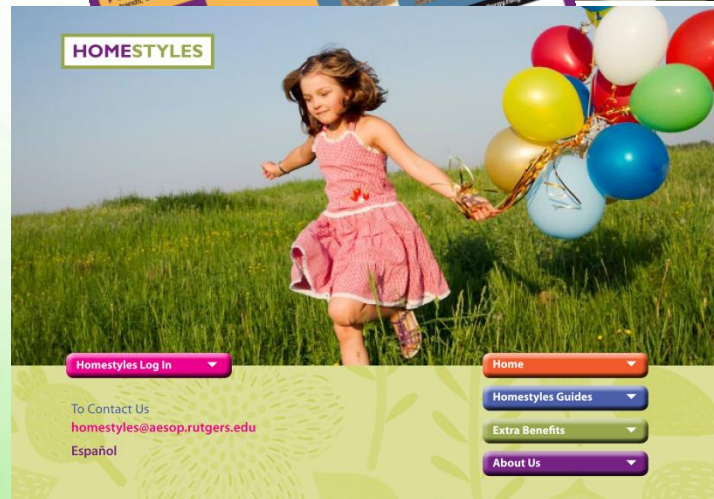 HOMESTYLES
Homestyles Log In
To Contact Us
homestyles@aesop.rutgers.edu
Español
Home
Homestyles Guides
Extra Benefits
About Us